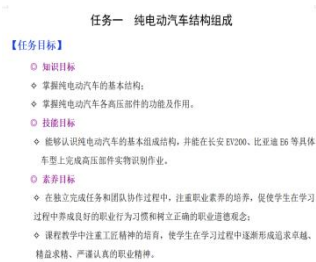 任务一 纯电动汽车结构组成
【任务目标】
◎ 知识目标
✧ 掌握纯电动汽车的基本结构;
✧ 掌握纯电动汽车各高压部件的功能及作用。
◎ 技能目标
✧ 能够认识纯电动汽车的基本组成结构,并能在长安 EV200、比亚迪 E6 等具体
车型上完成高压部件实物识别作业。
◎ 素养目标
✧ 在独立完成任务和团队协作过程中,注重职业素养的培养,促使学生在学习
过程中养成良好的职业行为习惯和树立正确的职业道德观念;
✧ 课程教学中注重工匠精神的培育,使学生在学习过程中逐渐形成追求卓越、
精益求精、严谨认真的职业精神。